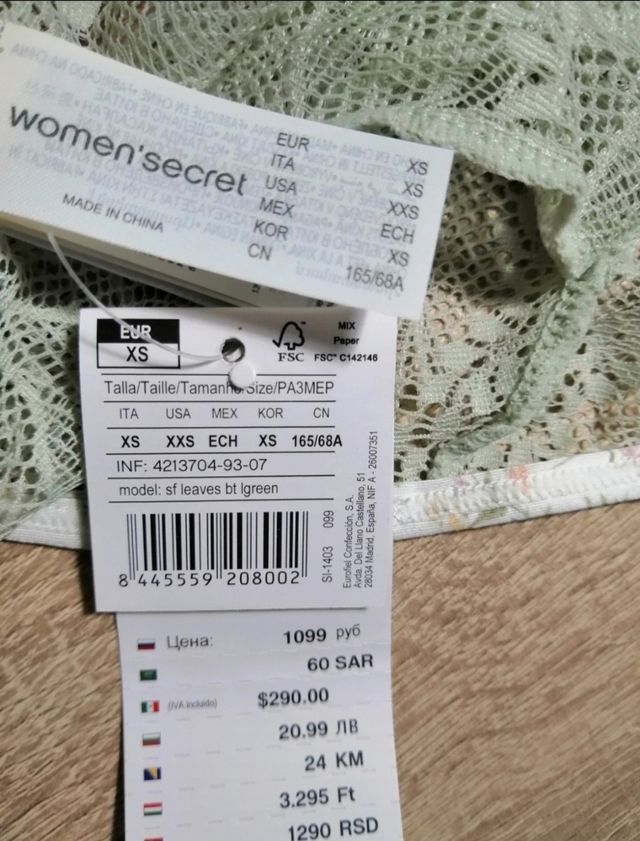 women'secret
MADE IN CHINA
EUR XS
ITA XS
USA XXS
MEX ECH
KOR XS
CN 165/68A
EUR
XS
FSC
MIX
Paper
FSC® C142146
Talla/Taille/Tamanho/Size/РАЗМЕР
ITA USA MEX KOR CN
XS XXS ECH XS 165/68A
INF: 4213704-93-07
model: sf leaves bt lgreen
8 445559 208002
SI-1403 099
Eurofiel Confección, S.A.
Avda. Del Llano Castellano, 51
28034 Madrid, España, NIF A - 26007351
Цена: 1099 руб
60 SAR
(IVA incluido) $290.00
20.99 ЛВ
24 KM
3.295 Ft
1290 RSD